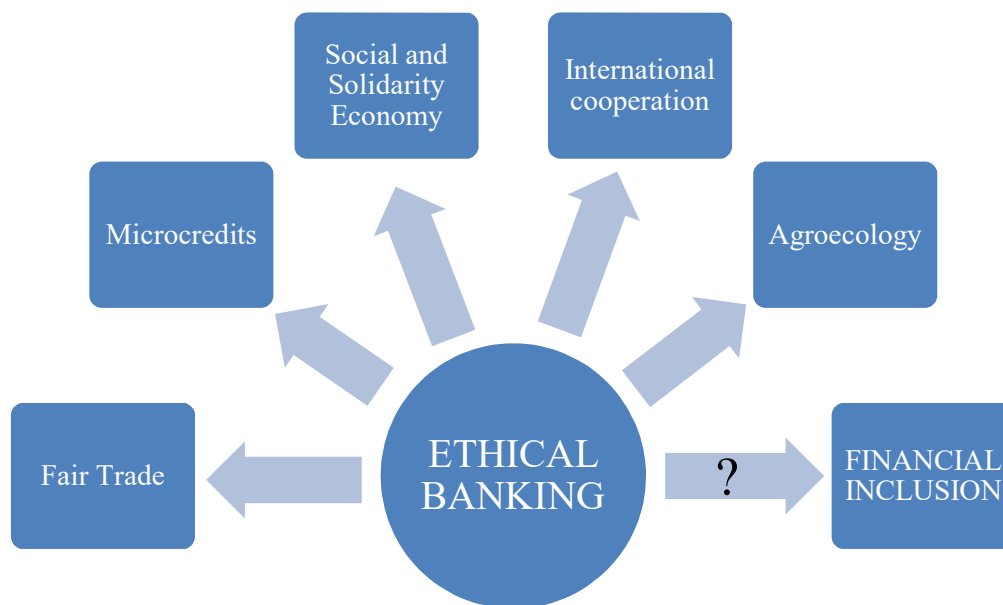 Social and
Solidarity
Economy
International
cooperation
Microcredits
Agroecology
Fair Trade
ETHICAL
BANKING
?
FINANCIAL
INCLUSION